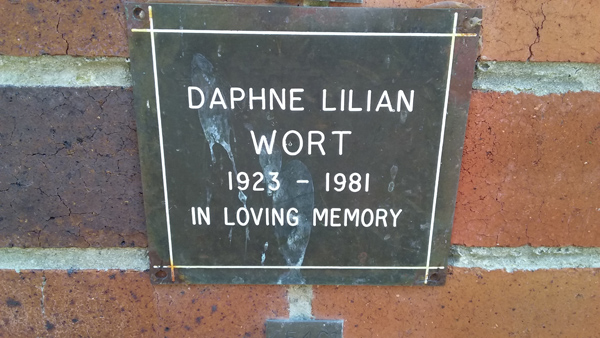 DAPHNE LILIAN
WORT
1923 - 1981
IN LOVING MEMORY